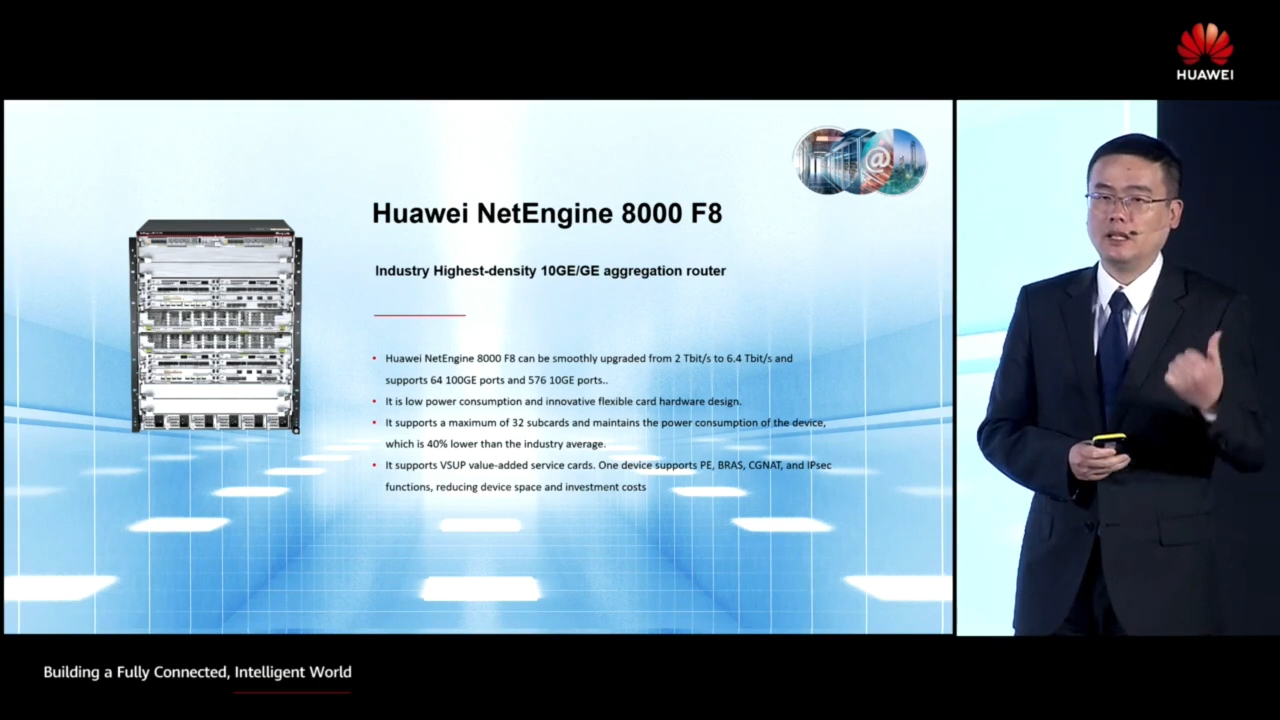 HUAWEI
Huawei NetEngine 8000 F8
Industry Highest-density 10GE/GE aggregation router
• Huawei NetEngine 8000 F8 can be smoothly upgraded from 2 Tbit/s to 6.4 Tbit/s and
supports 64 100GE ports and 576 10GE ports..
• It is low power consumption and innovative flexible card hardware design.
• It supports a maximum of 32 subcards and maintains the power consumption of the device,
which is 40% lower than the industry average.
• It supports VSUP value-added service cards. One device supports PE, BRAS, CGNAT, and IPsec
functions, reducing device space and investment costs
Building a Fully Connected, Intelligent World